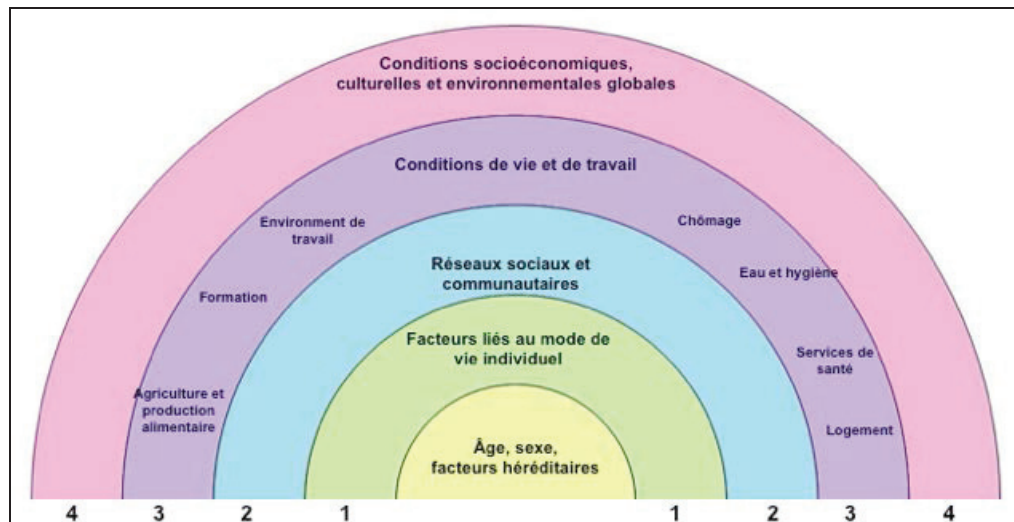 Conditions socioéconomiques,
culturelles et environnementales globales
Conditions de vie et de travail
Environment de
travail
Chômage
Formation
Eau et hygiène
Réseaux sociaux et
communautaires
Facteurs liés au mode de
vie individuel
Services de
santé
Agriculture et
production
alimentaire
Logement
Âge, sexe,
facteurs héréditaires
4 3 2 1 1 2 3 4